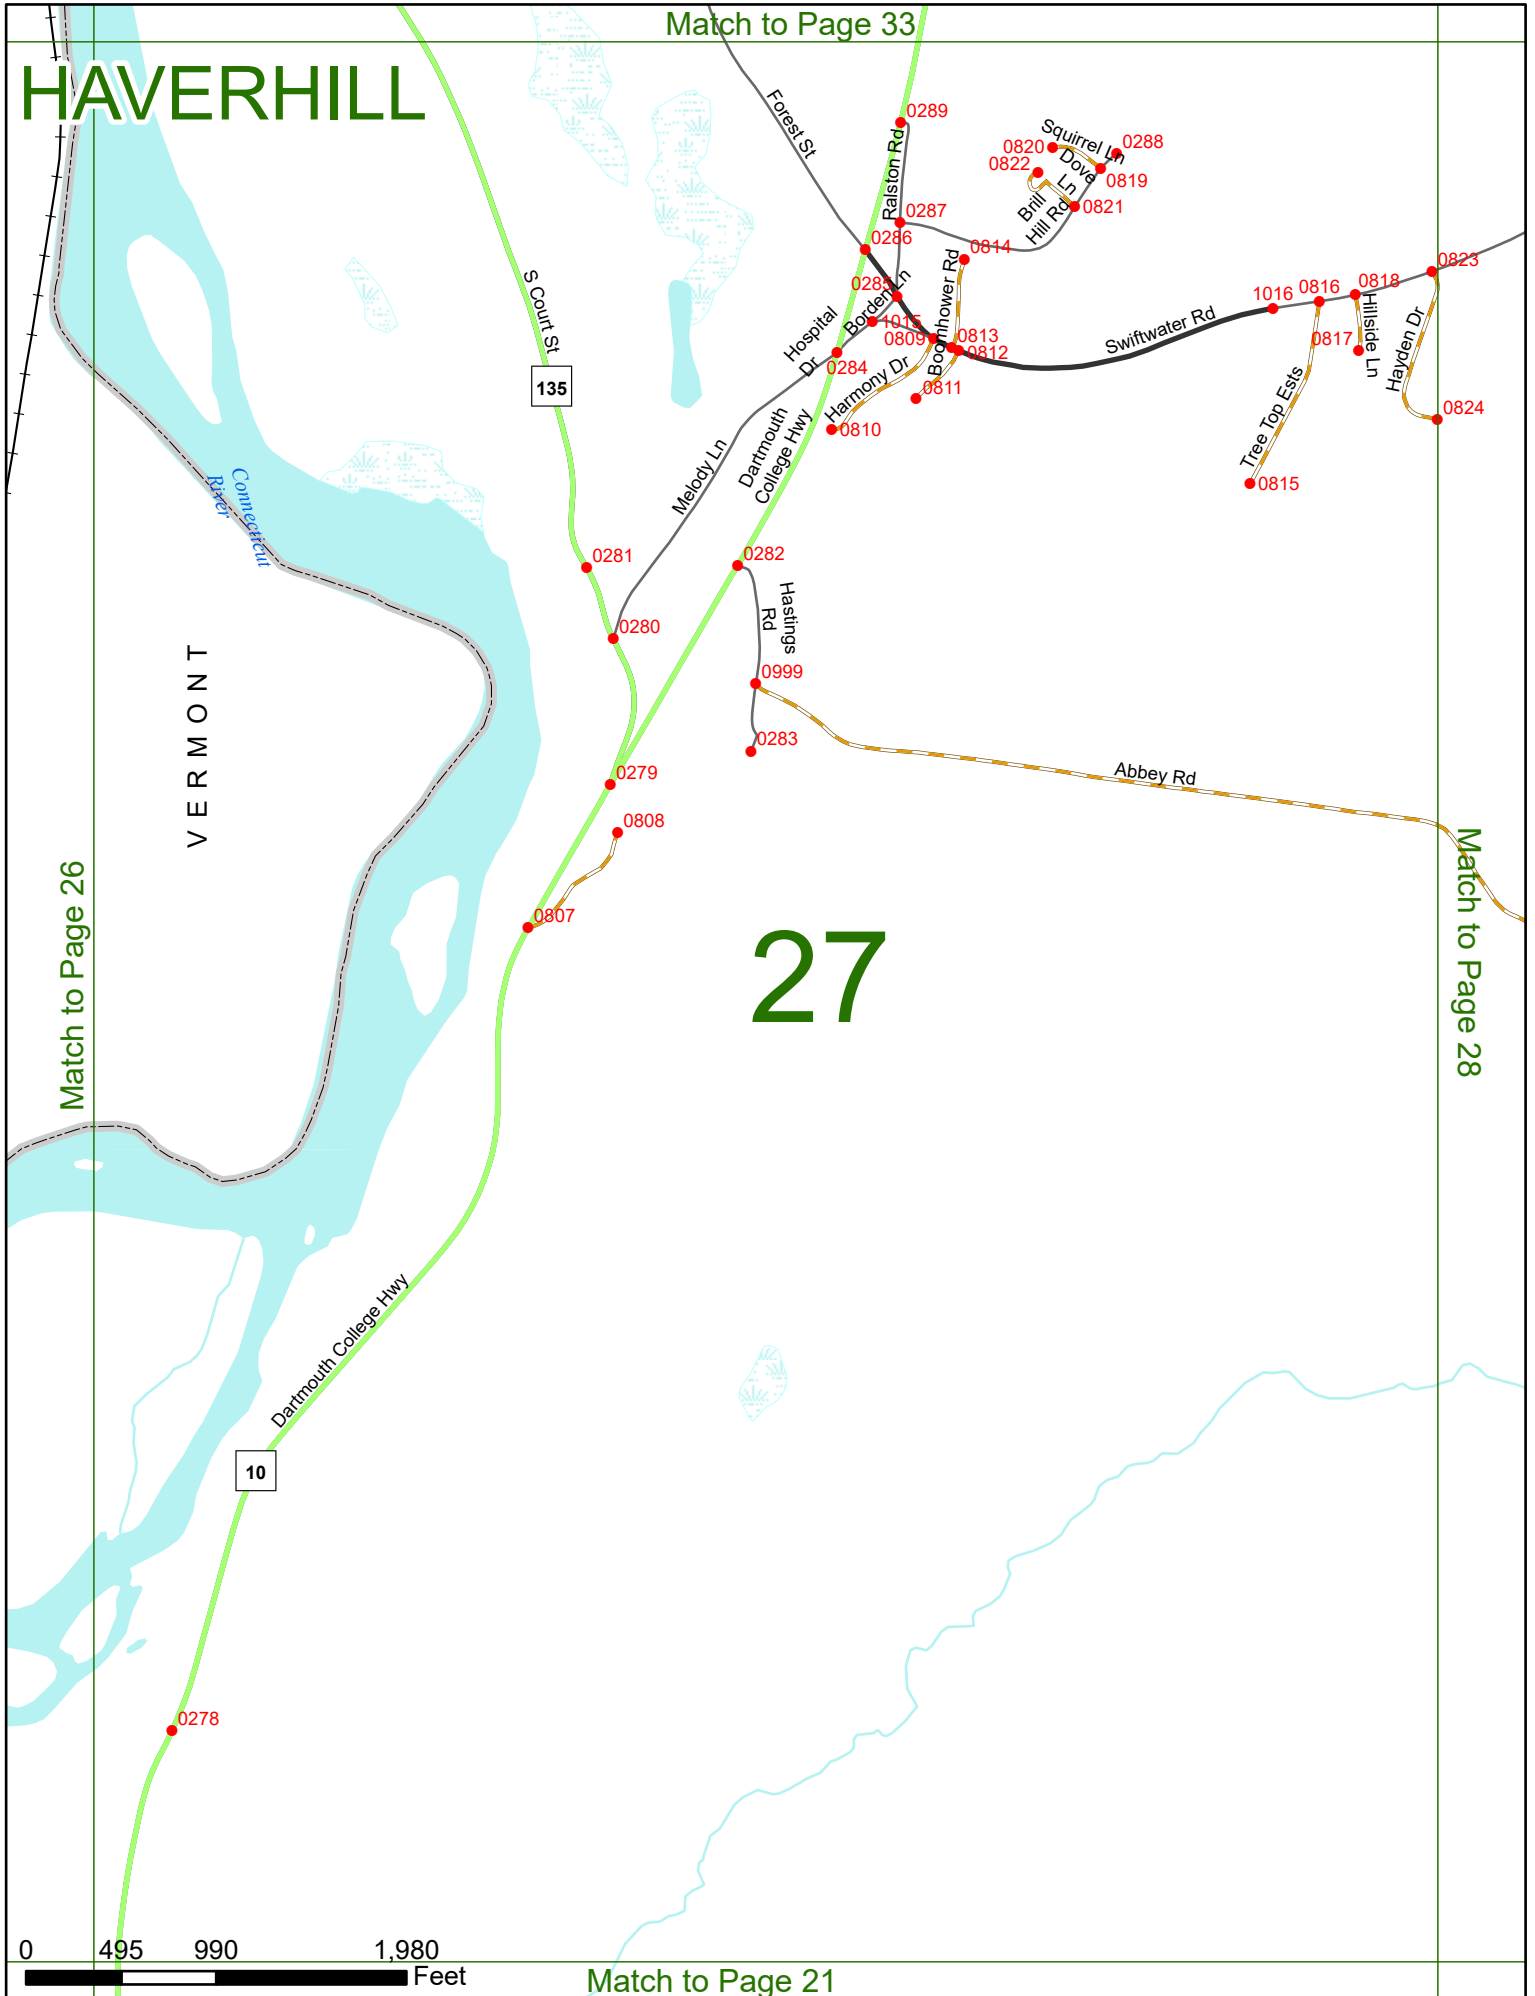 Match to Page 33
HAVERHILL
Forest St
Ralston Rd
0289
Squirrel Ln
0288
0820
0822
Dove
Ln
0819
Brill
Hill Rd
0821
0287
0286
0814
S Court St
0285
Borden Ln
Boomhower Rd
0823
0818
0816
1016
Hospital
Dr
1015
0809
0813
0812
Swiftwater Rd
Hillside Ln
0817
Hayden Dr
0284
135
Harmony Dr
0811
0810
0824
Tree Top Ests
0815
Dartmouth
College Hwy
Melody Ln
Connecticut
River
0281
0282
Hastings
Rd
0280
VERMONT
0999
0283
Abbey Rd
0279
0808
0807
Match to Page 26
27
Match to Page 28
Dartmouth College Hwy
10
0278
0 495 990 1,980
Feet
Match to Page 21